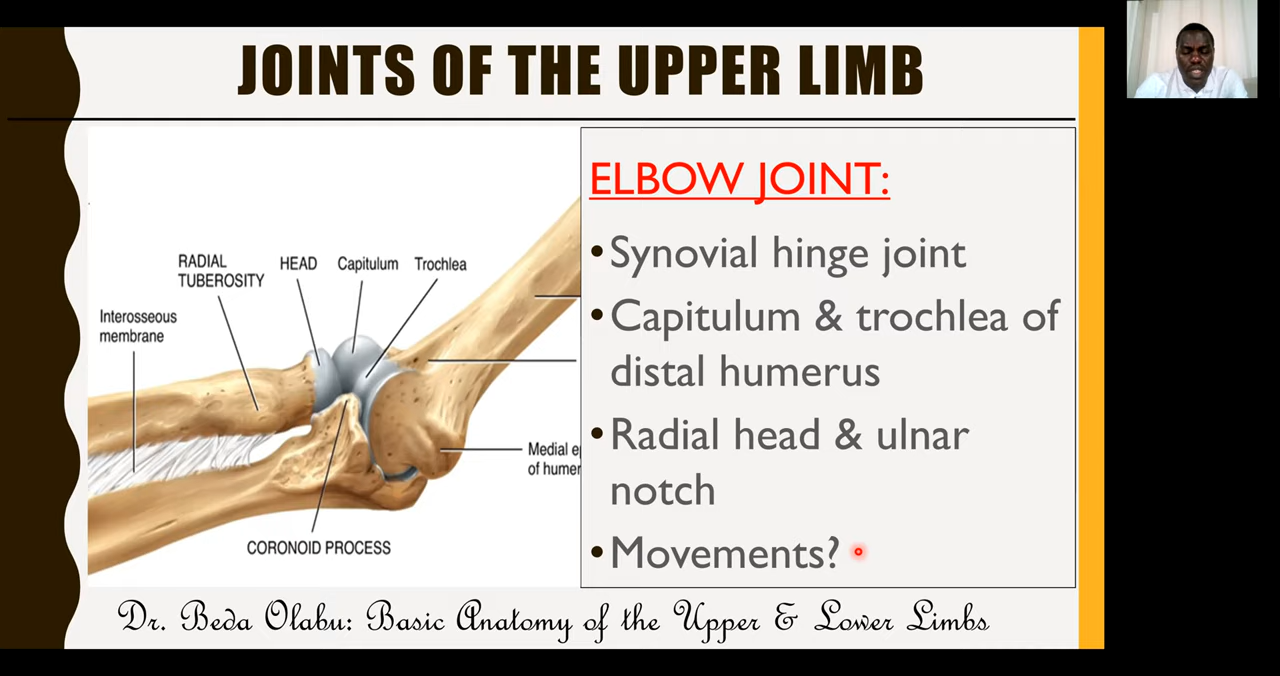 JOINTS OF THE UPPER LIMB
RADIAL
TUBEROSITY
HEAD
Capitulum
Trochlea
Interosseous
membrane
Medial
of humer
CORONOID PROCESS
ELBOW JOINT:
•Synovial hinge joint
•Capitulum & trochlea of
distal humerus
•Radial head & ulnar
notch
•Movements?
Dr. Beda Olabu: Basic Anatomy of the Upper & Lower Limbs